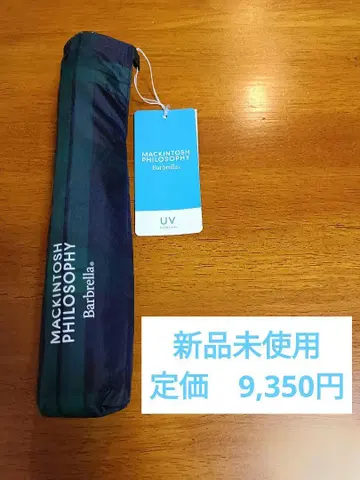 MACKINTOSH
PHILOSOPHY
Barbrella®
MACKINTOSH
PHILOSOPHY
Barbrella®
UV
新品未使用
定価 9,350円